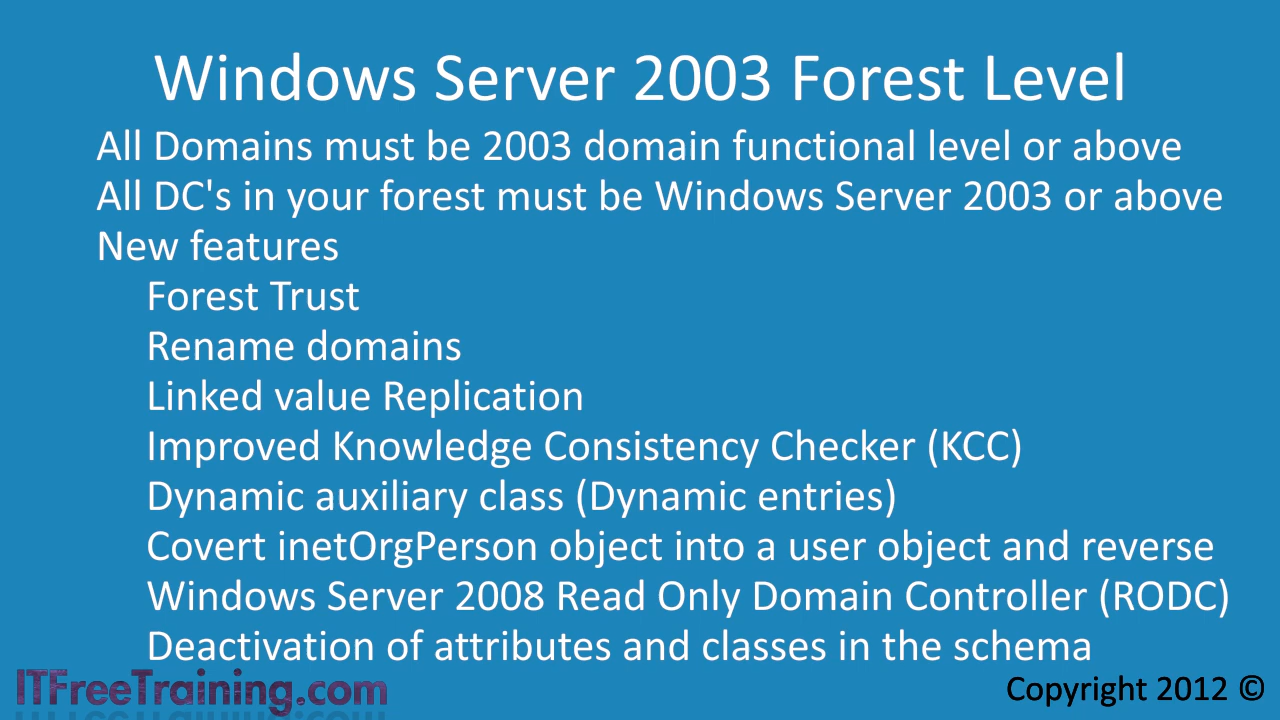 Windows Server 2003 Forest Level
All Domains must be 2003 domain functional level or above
All DC's in your forest must be Windows Server 2003 or above
New features
Forest Trust
Rename domains
Linked value Replication
Improved Knowledge Consistency Checker (KCC)
Dynamic auxiliary class (Dynamic entries)
Covert inetOrgPerson object into a user object and reverse
Windows Server 2008 Read Only Domain Controller (RODC)
Deactivation of attributes and classes in the schema
ITFreeTraining.com
Copyright 2012 ©